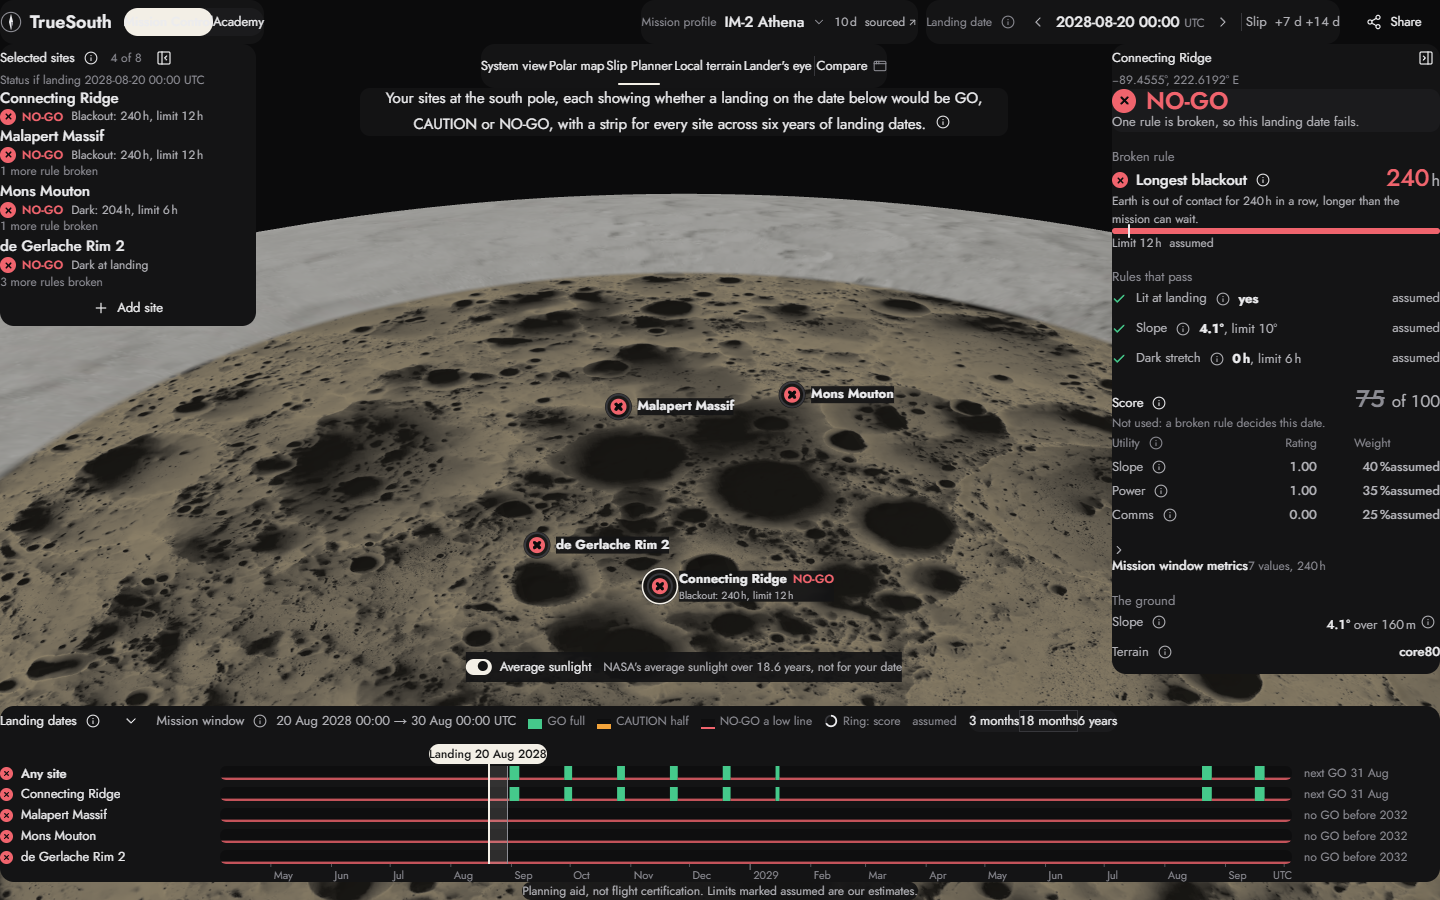 TrueSouth
Academy
Mission profile IM-2 Athena 10 d sourced ↗
Landing date 2028-08-20 00:00 UTC
Slip +7 d +14 d
Share
Selected sites 4 of 8
Status if landing 2028-08-20 00:00 UTC
Connecting Ridge
NO-GO Blackout: 240 h, limit 12 h
Malapert Massif
NO-GO Blackout: 240 h, limit 12 h
1 more rule broken
Mons Mouton
NO-GO Dark: 204 h, limit 6 h
1 more rule broken
de Gerlache Rim 2
NO-GO Dark at landing
3 more rules broken
Add site
System view Polar map Slip Planner Local terrain Lander's eye Compare
Your sites at the south pole, each showing whether a landing on the date below would be GO,
CAUTION or NO-GO, with a strip for every site across six years of landing dates.
Malapert Massif
Mons Mouton
de Gerlache Rim 2
Connecting Ridge NO-GO
Blackout: 240 h, limit 12 h
Average sunlight NASA's average sunlight over 18.6 years, not for your date
Connecting Ridge
−89.4555°, 222.6192° E
NO-GO
One rule is broken, so this landing date fails.
Broken rule
Longest blackout 240 h
Earth is out of contact for 240 h in a row, longer than the
mission can wait.
Limit 12 h assumed
Rules that pass
Lit at landing yes assumed
Slope 4.1°, limit 10° assumed
Dark stretch 0 h, limit 6 h assumed
Score 75 of 100
Not used: a broken rule decides this date.
Utility Rating Weight
Slope 1.00 40 % assumed
Power 1.00 35 % assumed
Comms 0.00 25 % assumed
Mission window metrics 7 values, 240 h
The ground
Slope 4.1° over 160 m
Terrain core80
Landing dates Mission window 20 Aug 2028 00:00 → 30 Aug 00:00 UTC GO full CAUTION half NO-GO a low line Ring: score assumed 3 months 18 months 6 years
Landing 20 Aug 2028
Any site next GO 31 Aug
Connecting Ridge next GO 31 Aug
Malapert Massif no GO before 2032
Mons Mouton no GO before 2032
de Gerlache Rim 2 no GO before 2032
May Jun Jul Aug Sep Oct Nov Dec 2029 Feb Mar Apr May Jun Jul Aug Sep UTC
Planning aid, not flight certification. Limits marked assumed are our estimates.